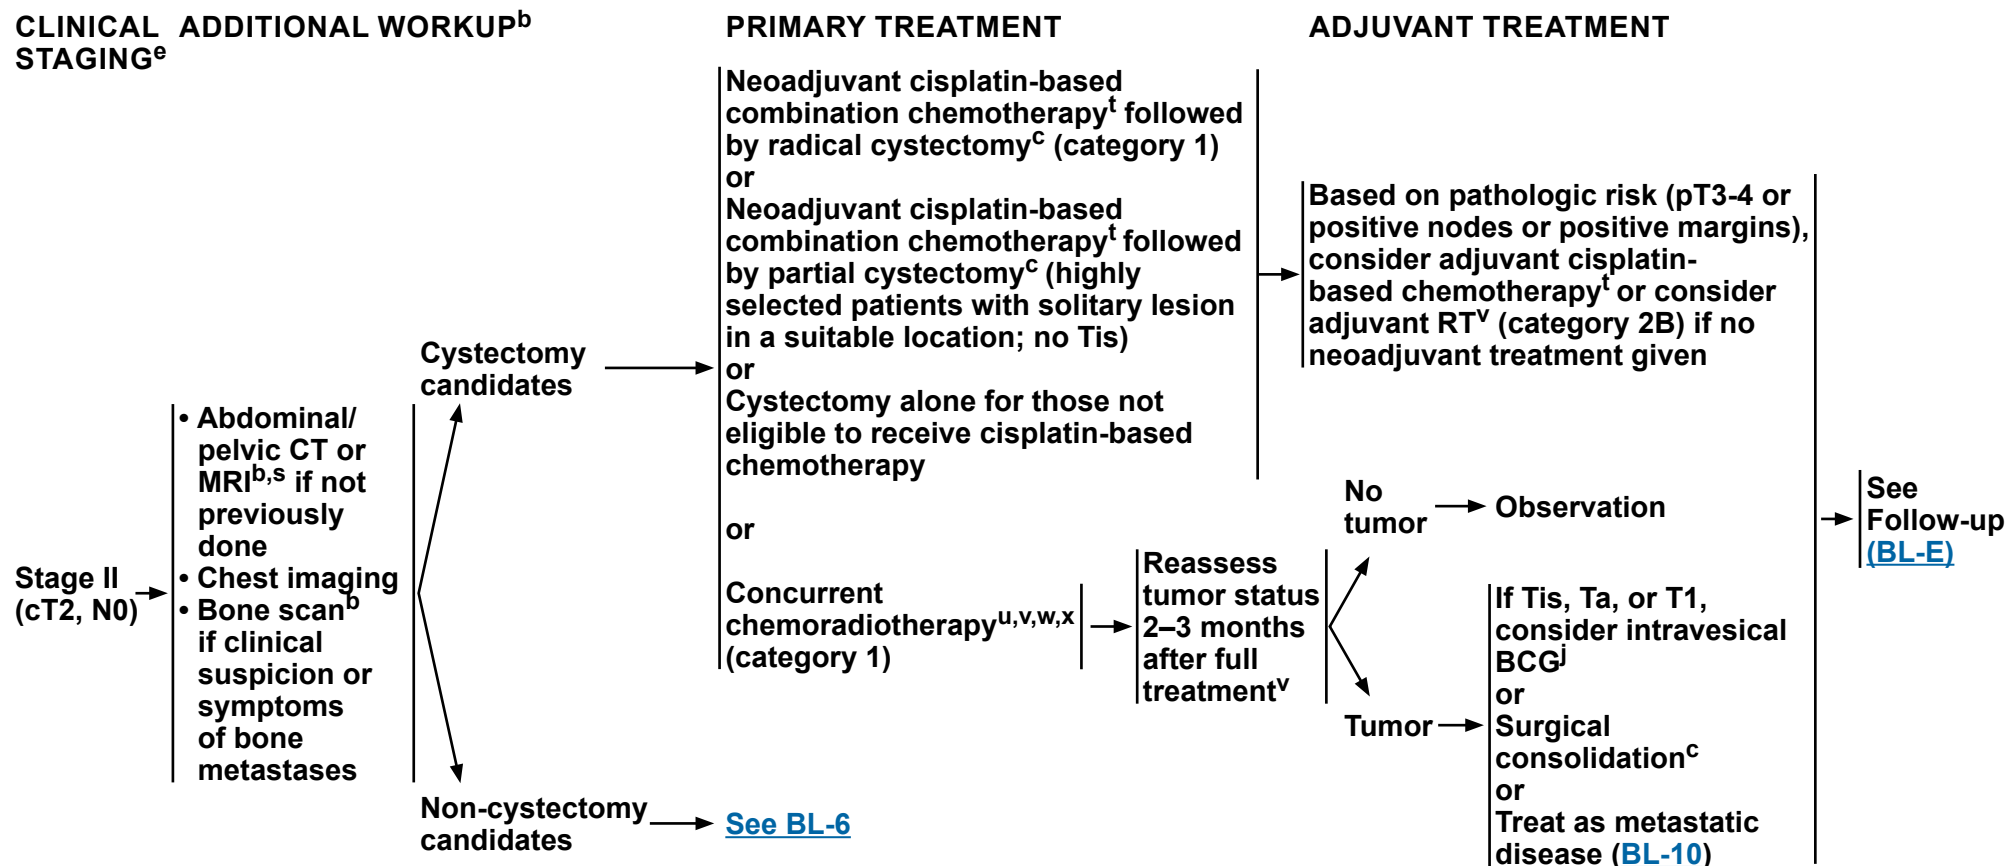 CLINICAL STAGINGᵉ
ADDITIONAL WORKUPᵇ
PRIMARY TREATMENT
ADJUVANT TREATMENT
Stage II
(cT2, N0)
• Abdominal/
pelvic CT or
MRIᵇ,ˢ if not
previously
done
• Chest imaging
• Bone scanᵇ
if clinical
suspicion or
symptoms
of bone
metastases
Cystectomy
candidates
Neoadjuvant cisplatin-based
combination chemotherapyᵗ followed
by radical cystectomyᶜ (category 1)
or
Neoadjuvant cisplatin-based
combination chemotherapyᵗ followed
by partial cystectomyᶜ (highly
selected patients with solitary lesion
in a suitable location; no Tis)
or
Cystectomy alone for those not
eligible to receive cisplatin-based
chemotherapy
or
Concurrent
chemoradiotherapyᵘ,ᵛ,ʷ,ˣ
(category 1)
Based on pathologic risk (pT3-4 or
positive nodes or positive margins),
consider adjuvant cisplatin-
based chemotherapyᵗ or consider
adjuvant RTᵛ (category 2B) if no
neoadjuvant treatment given
Reassess
tumor status
2–3 months
after full
treatmentᵛ
No
tumor
Observation
Tumor
If Tis, Ta, or T1,
consider intravesical
BCGʲ
or
Surgical
consolidationᶜ
or
Treat as metastatic
disease (BL-10)
See
Follow-up
(BL-E)
Non-cystectomy
candidates
See BL-6